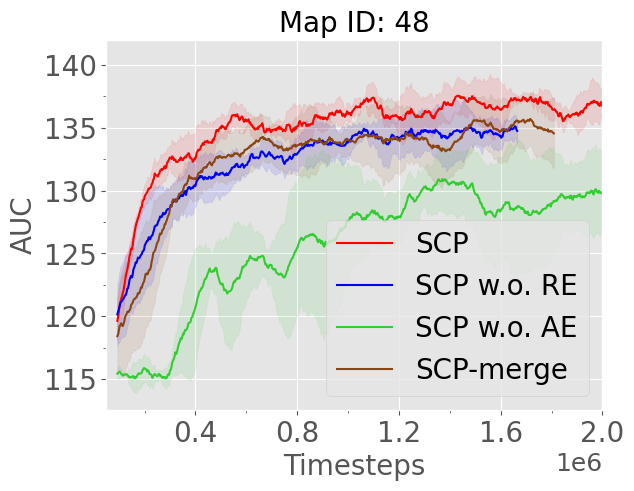 Map ID: 48
AUC
140
135
130
125
120
115
SCP
SCP w.o. RE
SCP w.o. AE
SCP-merge
0.4
0.8
1.2
1.6
2.0
Timesteps
1e6